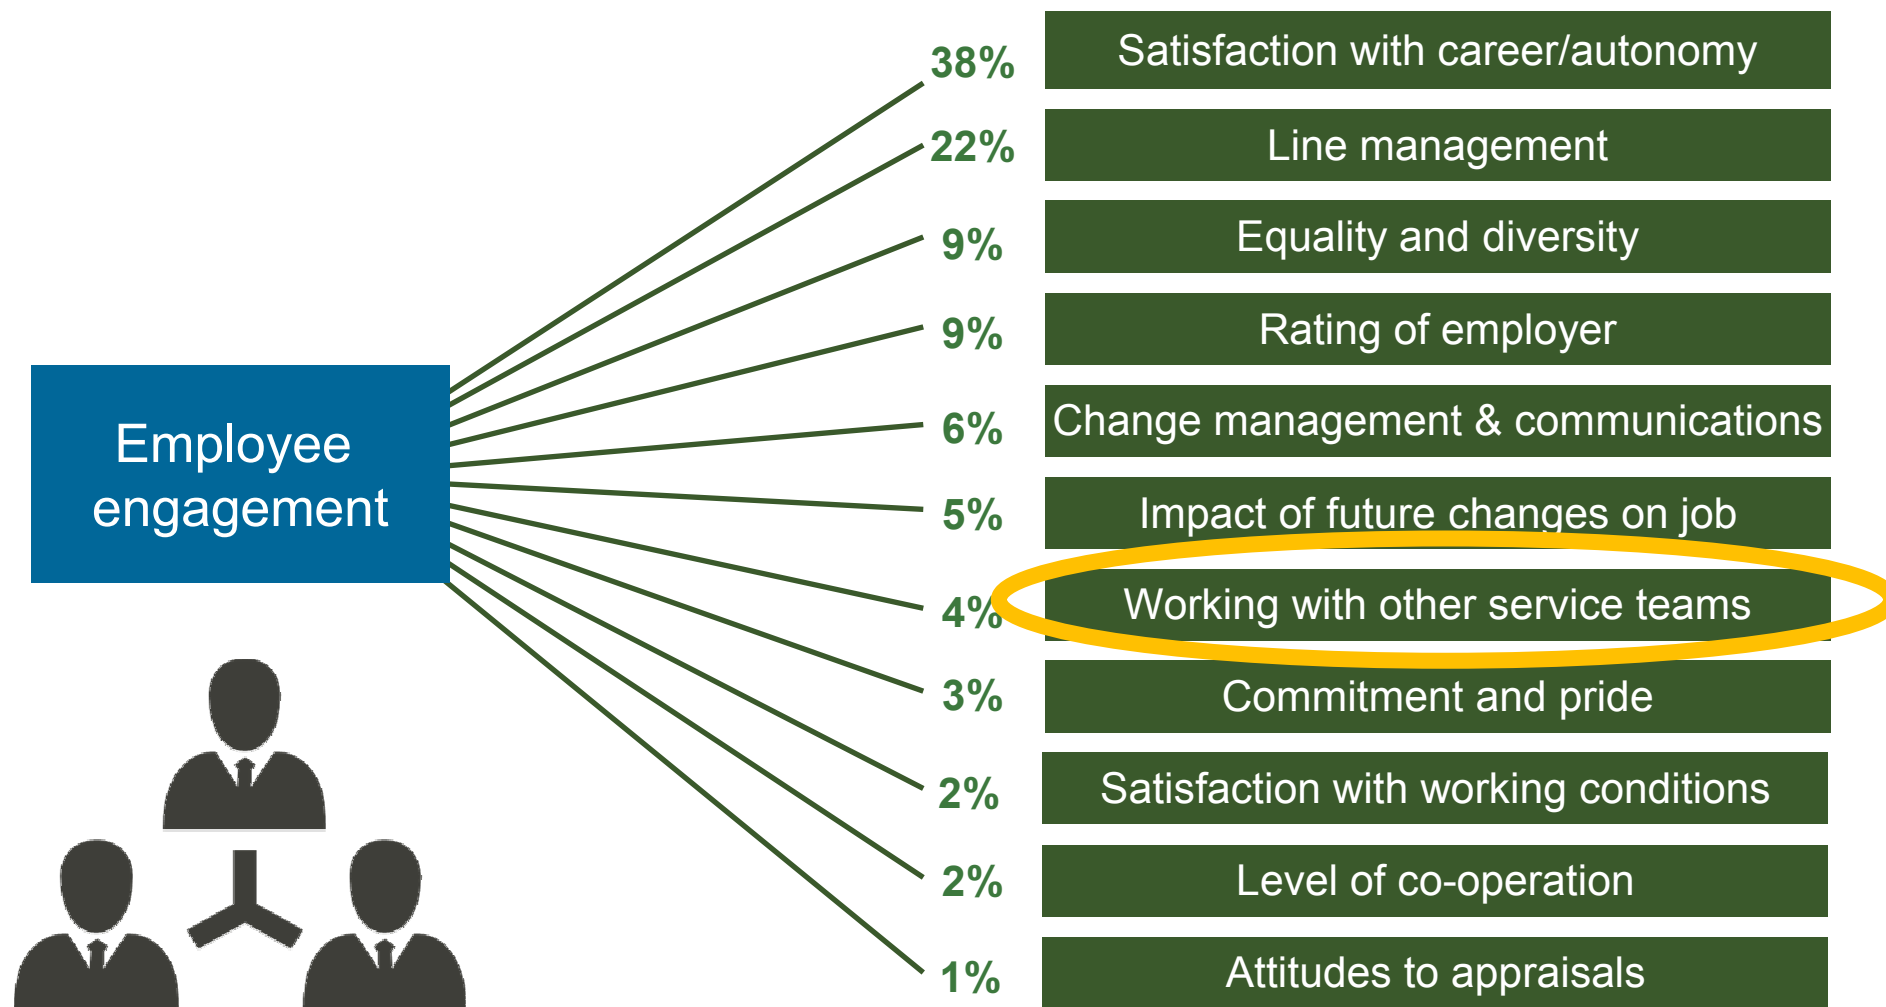 38% Satisfaction with career/autonomy
22% Line management
9% Equality and diversity
9% Rating of employer
6% Change management & communications
5% Impact of future changes on job
4% Working with other service teams
3% Commitment and pride
2% Satisfaction with working conditions
2% Level of co-operation
1% Attitudes to appraisals
Employee
engagement